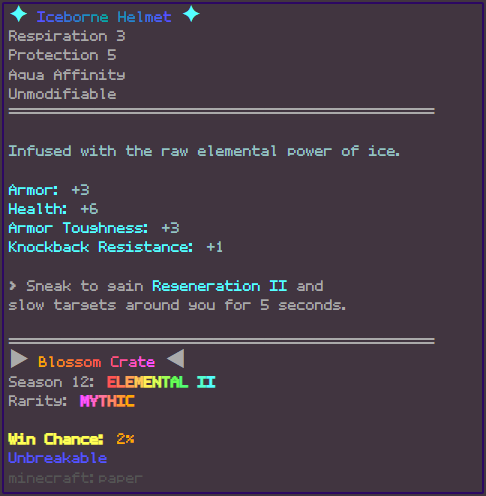 ✦ Iceborne Helmet ✦
Respiration 3
Protection 5
Aqua Affinity
Unmodifiable
Infused with the raw elemental power of ice.
Armor: +3
Health: +6
Armor Toughness: +3
Knockback Resistance: +1
> Sneak to gain Regeneration II and
slow targets around you for 5 seconds.
▶ Blossom Crate ◀
Season 12: ELEMENTAL II
Rarity: MYTHIC
Win Chance: 2%
Unbreakable
minecraft:paper